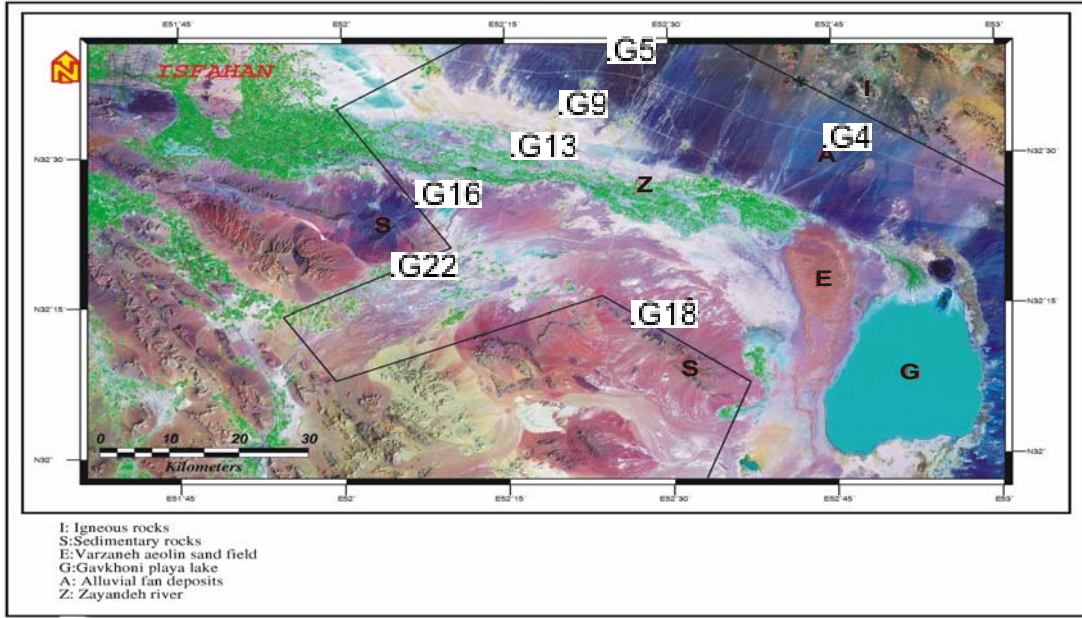 E51°45 E52° E52°15 E52°30 E52°45 E53°
N
ISFAHAN
.G5
I
.G9
.G4
.G13
A
N32°30 N32°30
Z
.G16
S
.G22
E
N32°15 N32°15
.G18
S
G
0 10 20 30
Kilometers
N32° N32°
E51°45 E52° E52°15 E52°30 E52°45 E53°
I: Igneous rocks
S:Sedimentary rocks
E:Varzaneh aeolin sand field
G:Gavkhoni playa lake
A: Alluvial fan deposits
Z: Zayandeh river